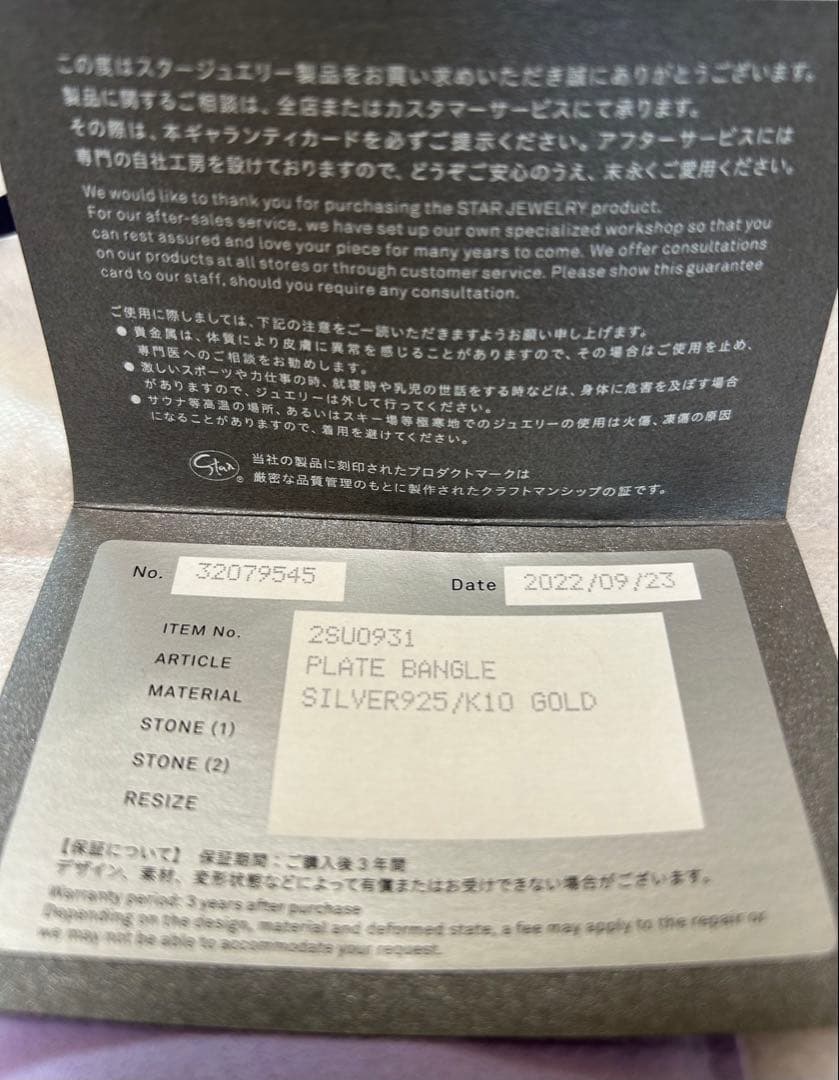 この度はスタージュエリー製品をお買い求めいただき誠にありがとうございます。
製品に関するご相談は、全店またはカスタマーサービスにて承ります。
その際は、本ギャランティカードを必ずご提示ください。アフターサービスには
専門の自社工房を設けておりますので、どうぞご安心のうえ、末永くご愛用ください。
We would like to thank you for purchasing the STAR JEWELRY product.
For our after-sales service, we have set up our own specialized workshop so that you
can rest assured and love your piece for many years to come. We offer consultations
on our products at all stores or through customer service. Please show this guarantee
card to our staff, should you require any consultation.
ご使用に際しましては、下記の注意をご一読いただきますようお願い申し上げます。
● 貴金属は、体質により皮膚に異常を感じることがありますので、その場合はご使用を止め、
専門医へのご相談をお勧めします。
● 激しいスポーツや力仕事の時、就寝時や乳児の世話をする時などは、身体に危害を及ぼす場合
がありますので、ジュエリーは外して行ってください。
● サウナ等高温の場所、あるいはスキー場等極寒地でのジュエリーの使用は火傷、凍傷の原因
になることがありますので、着用を避けてください。
Star ® 当社の製品に刻印されたプロダクトマークは
厳密な品質管理のもとに製作されたクラフトマンシップの証です。
No. 32079545 Date 2022/09/23
ITEM No. 2SU0931
ARTICLE PLATE BANGLE
MATERIAL SILVER925/K10 GOLD
STONE (1)
STONE (2)
RESIZE
【保証について】 保証期間：ご購入後3年間
デザイン、素材、変形状態などによって有償またはお受けできない場合がございます。
Warranty period: 3 years after purchase
Depending on the design, material and deformed state, a fee may apply to the repair or
we may not be able to accommodate your request.